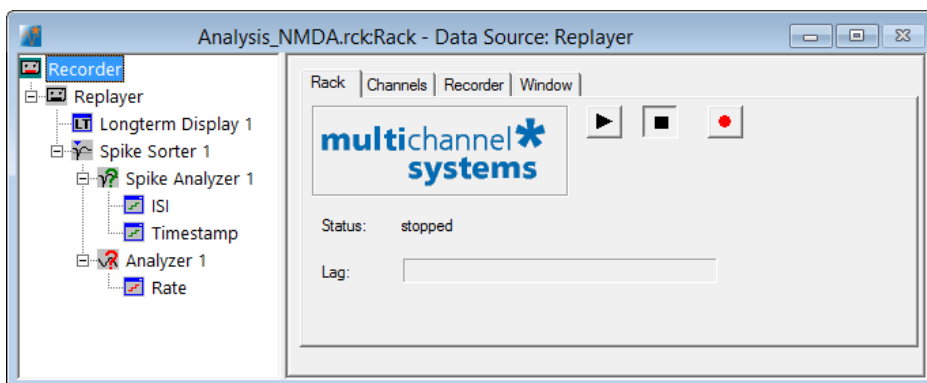 Analysis_NMDA.rck:Rack - Data Source: Replayer
Recorder
Replayer
LT Longterm Display 1
Spike Sorter 1
Spike Analyzer 1
ISI
Timestamp
Analyzer 1
Rate
Rack Channels Recorder Window
multichannel
systems
Status: stopped
Lag: